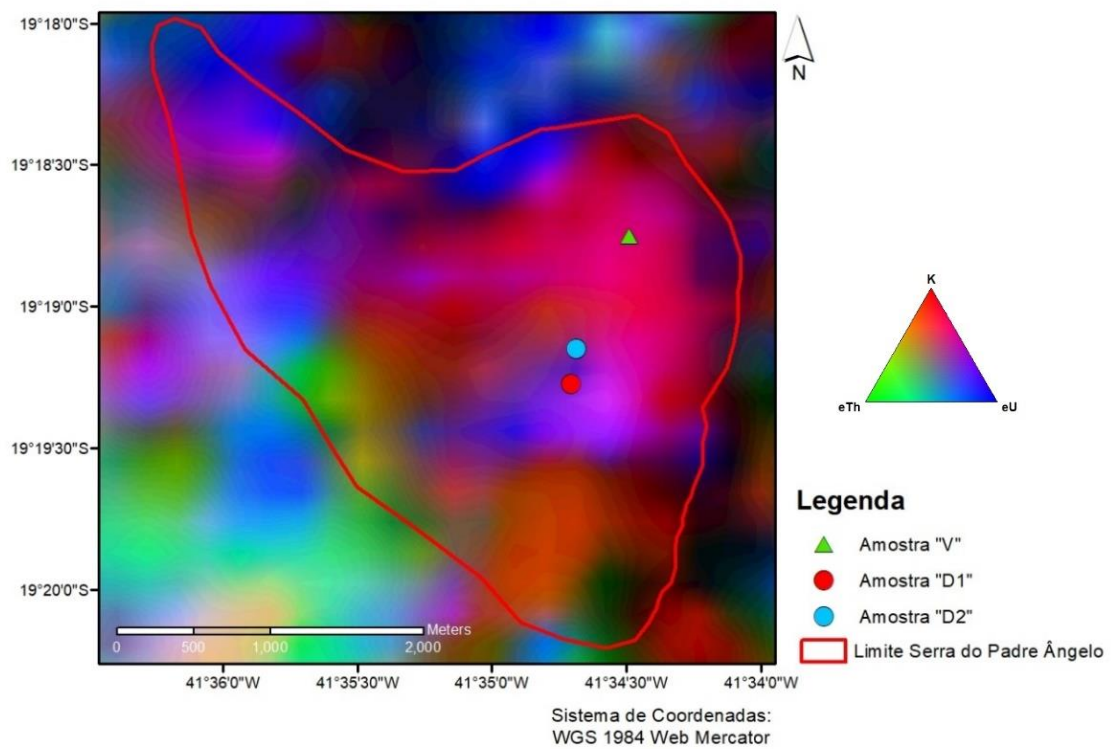 19°18'0"S
19°18'30"S
19°19'0"S
19°19'30"S
19°20'0"S
N
Meters
0 500 1,000 2,000
41°36'0"W 41°35'30"W 41°35'0"W 41°34'30"W 41°34'0"W
Sistema de Coordenadas:
WGS 1984 Web Mercator
K
eTh eU
Legenda
Amostra "V"
Amostra "D1"
Amostra "D2"
Limite Serra do Padre Ângelo